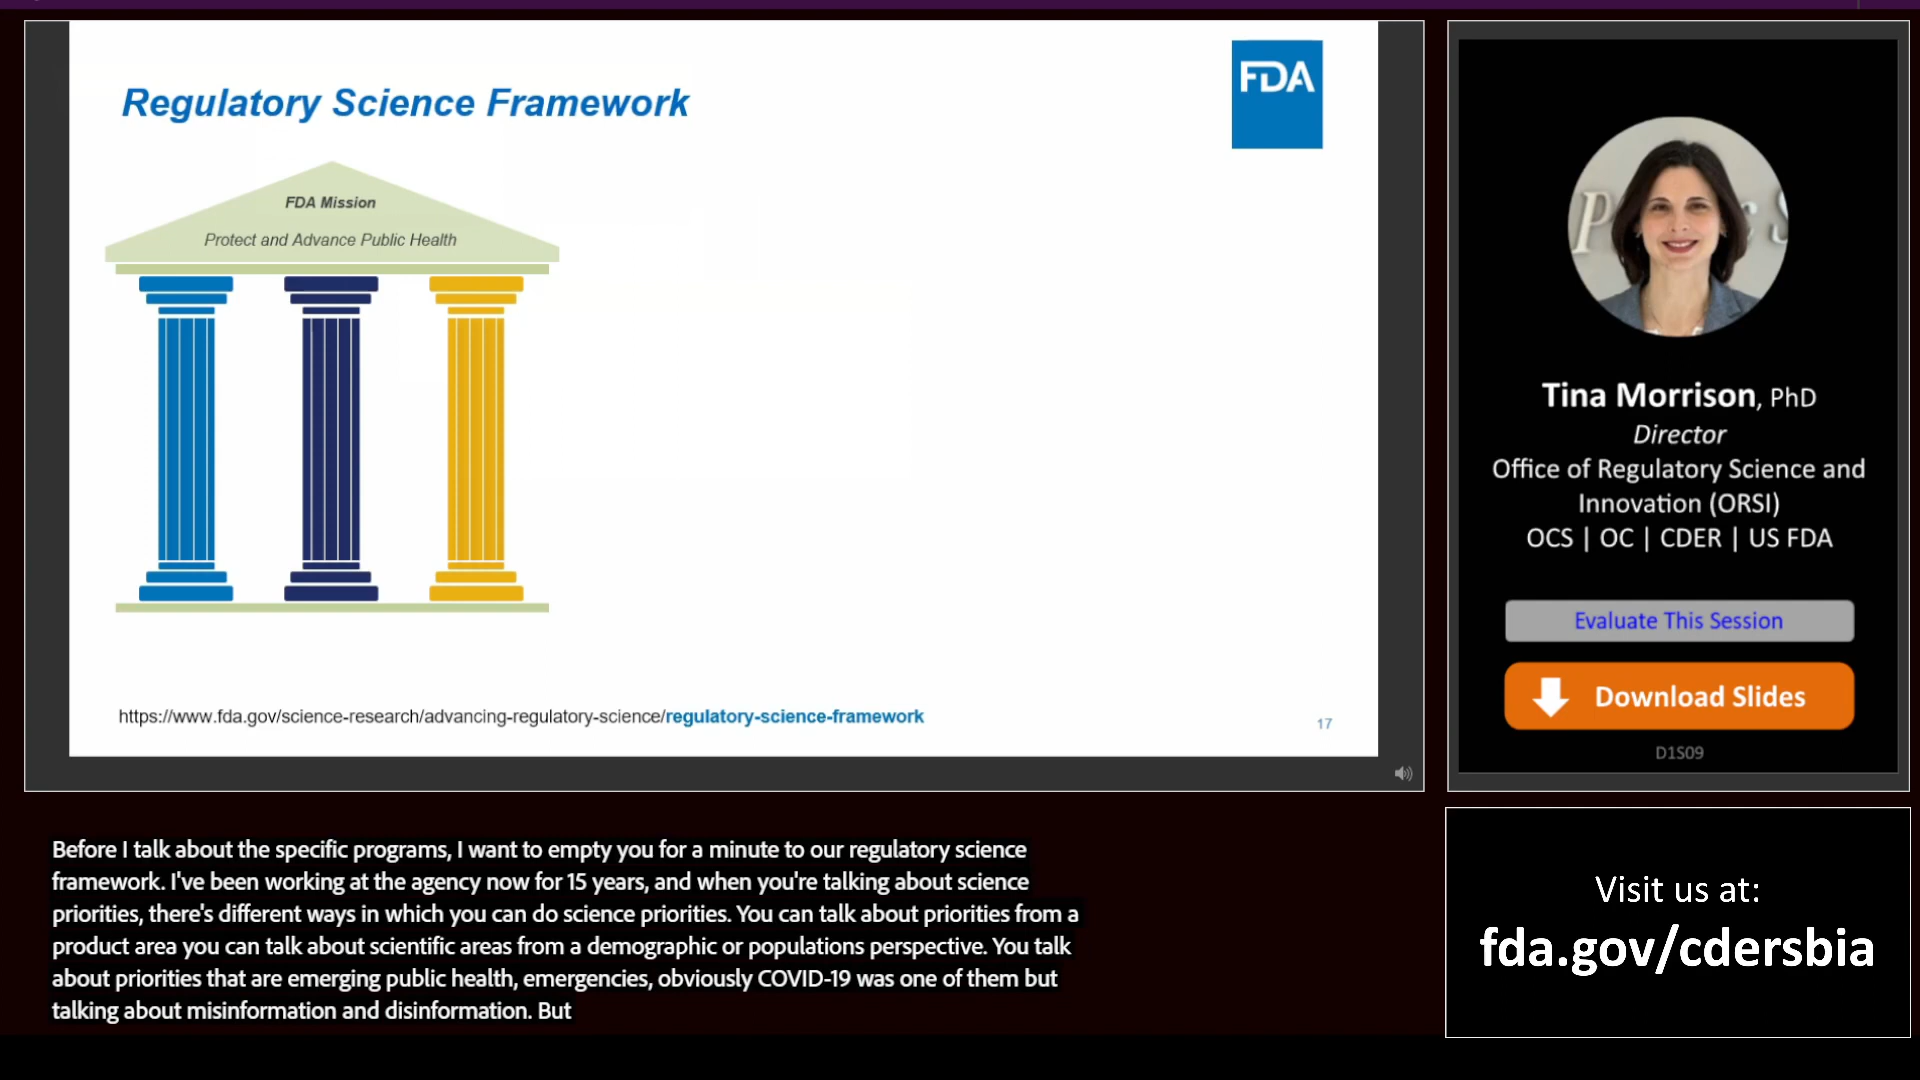 Regulatory Science Framework
FDA
FDA Mission
Protect and Advance Public Health
https://www.fda.gov/science-research/advancing-regulatory-science/regulatory-science-framework
17
Tina Morrison, PhD
Director
Office of Regulatory Science and
Innovation (ORSI)
OCS | OC | CDER | US FDA
Evaluate This Session
Download Slides
D1S09
Before I talk about the specific programs, I want to empty you for a minute to our regulatory science
framework. I've been working at the agency now for 15 years, and when you're talking about science
priorities, there's different ways in which you can do science priorities. You can talk about priorities from a
product area you can talk about scientific areas from a demographic or populations perspective. You talk
about priorities that are emerging public health, emergencies, obviously COVID-19 was one of them but
talking about misinformation and disinformation. But
Visit us at:
fda.gov/cdersbia